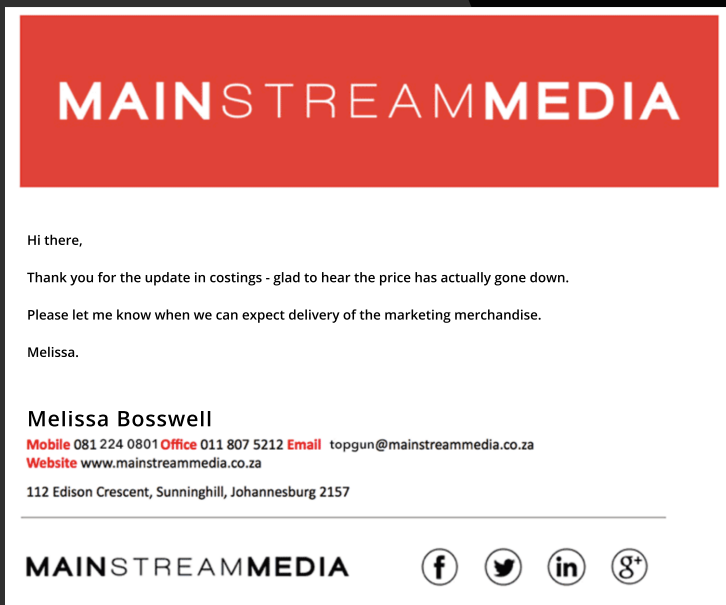 MAINSTREAMMEDIA
Hi there,
Thank you for the update in costings - glad to hear the price has actually gone down.
Please let me know when we can expect delivery of the marketing merchandise.
Melissa.
Melissa Bosswell
Mobile 081 224 0801 Office 011 807 5212 Email topgun@mainstreammedia.co.za
Website www.mainstreammedia.co.za
112 Edison Crescent, Sunninghill, Johannesburg 2157
MAINSTREAMMEDIA f in g+